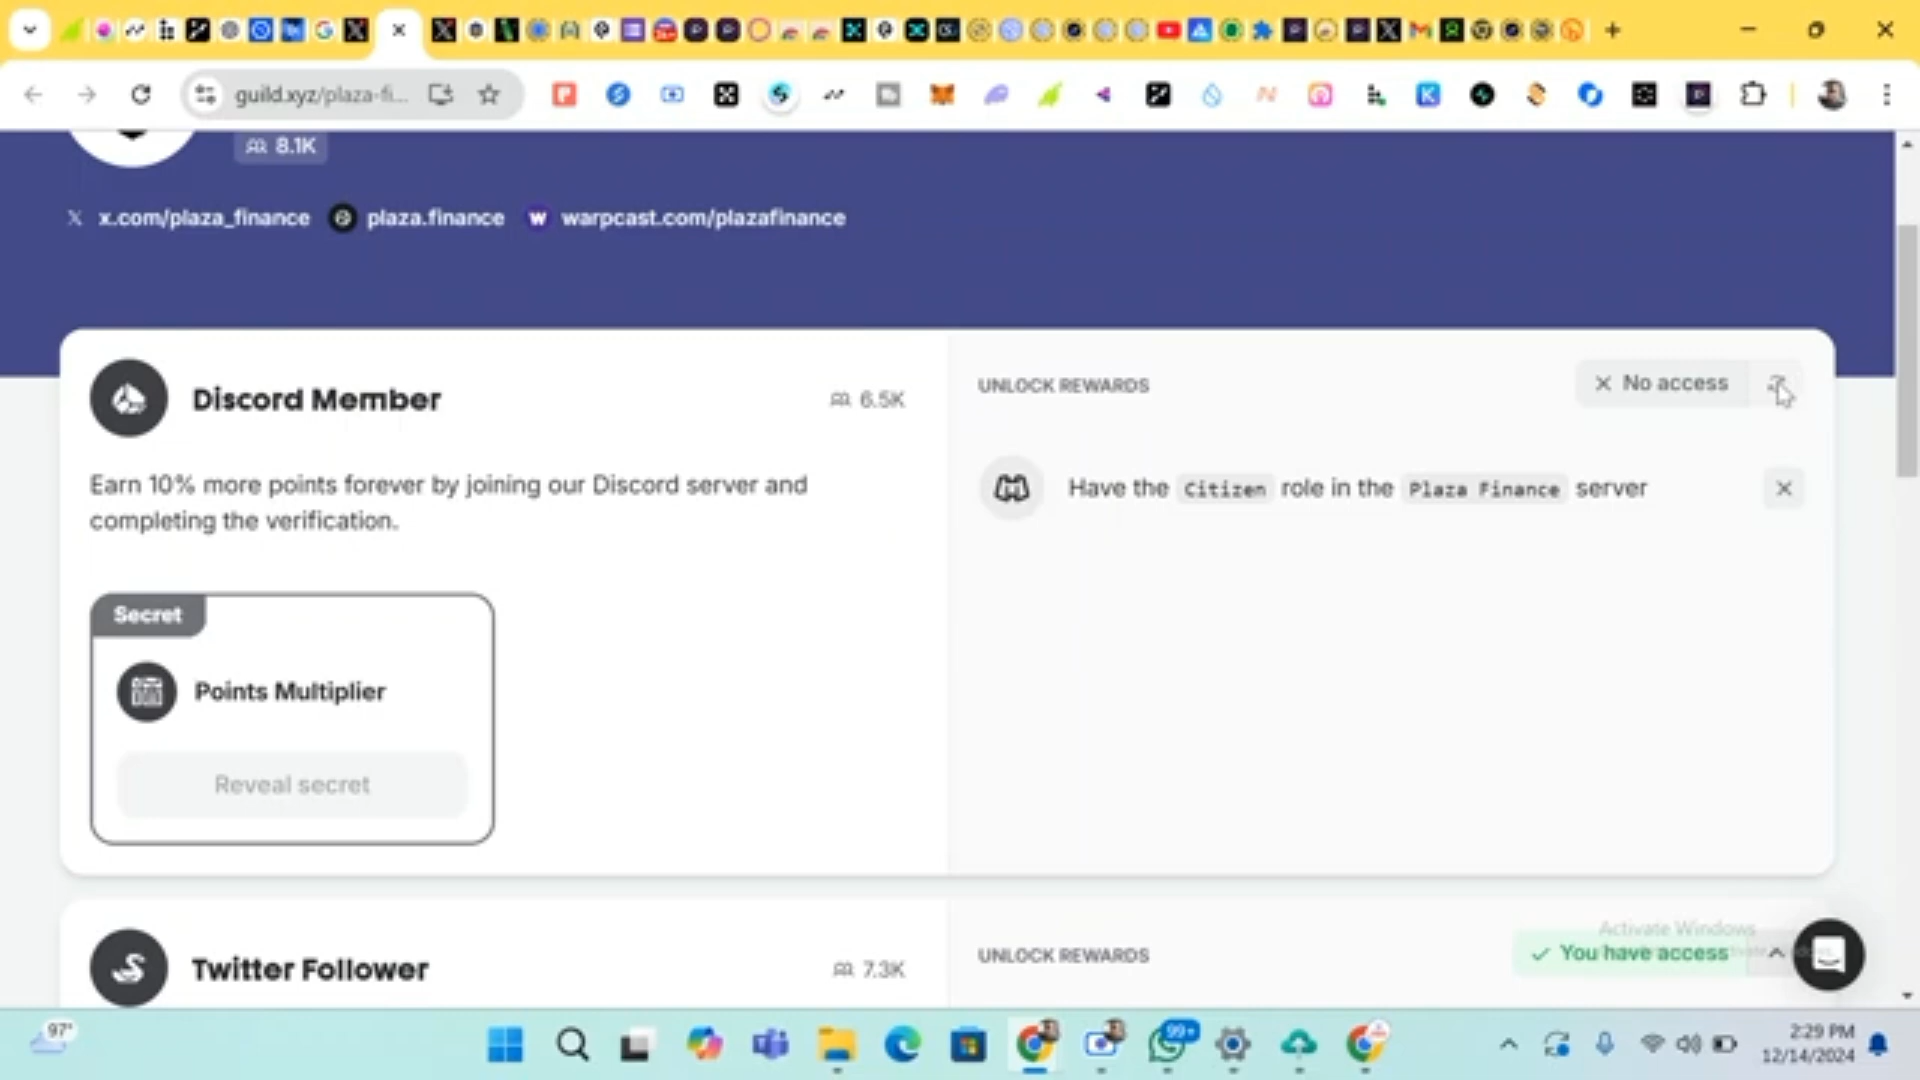 guild.xyz/plaza-fi...
8.1K
x.com/plaza_finance
plaza.finance
warpcast.com/plazafinance
Discord Member
6.5K
Earn 10% more points forever by joining our Discord server and
completing the verification.
Secret
Points Multiplier
Reveal secret
UNLOCK REWARDS
No access
Have the Citizen role in the Plaza Finance server
Twitter Follower
7.3K
UNLOCK REWARDS
Activate Windows
You have access
97°
99+
2:29 PM
12/14/2024